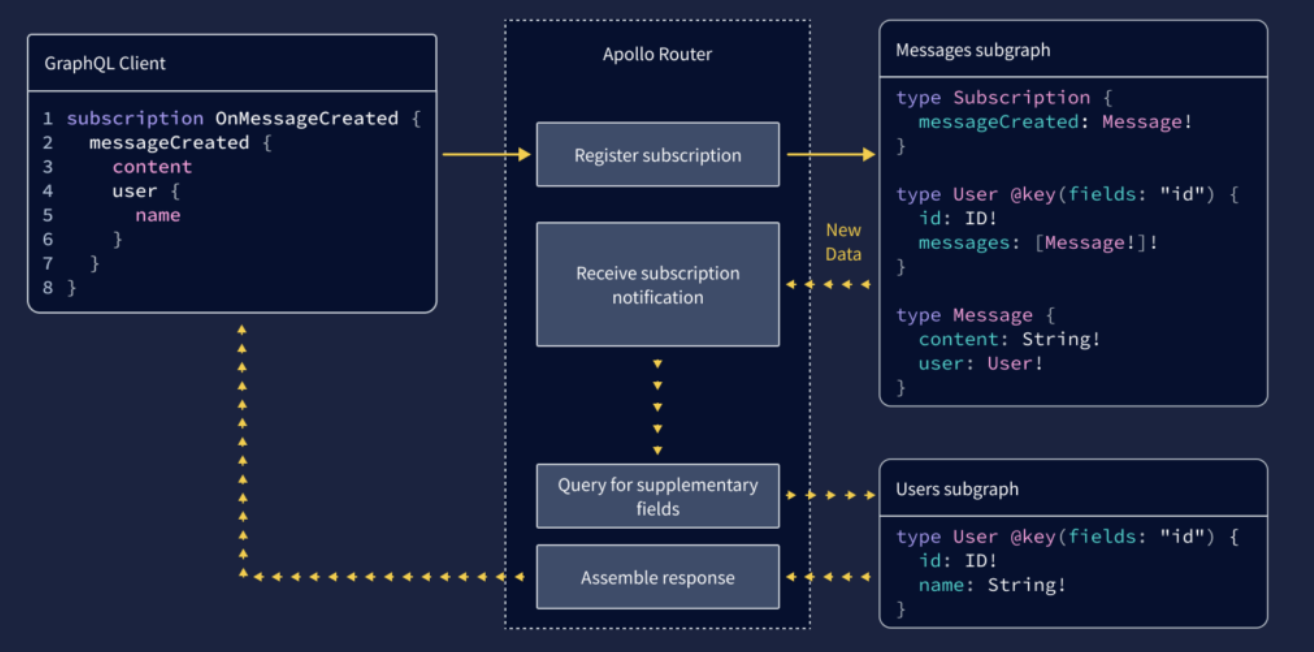 GraphQL Client
1 subscription OnMessageCreated {
2   messageCreated {
3     content
4     user {
5       name
6     }
7   }
8 }
Apollo Router
Register subscription
Receive subscription
notification
Query for supplementary
fields
Assemble response
New
Data
Messages subgraph
type Subscription {
  messageCreated: Message!
}
type User @key(fields: "id") {
  id: ID!
  messages: [Message!]!
}
type Message {
  content: String!
  user: User!
}
Users subgraph
type User @key(fields: "id") {
  id: ID!
  name: String!
}